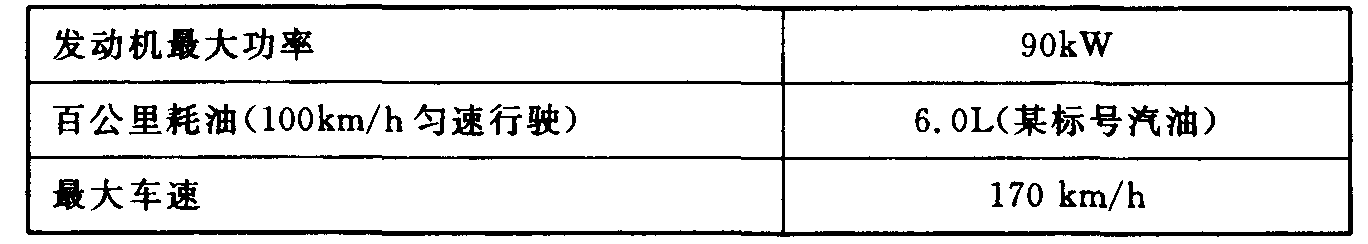 发动机最大功率 90kW
百公里耗油(100km/h匀速行驶) 6.0L(某标号汽油)
最大车速 170 km/h